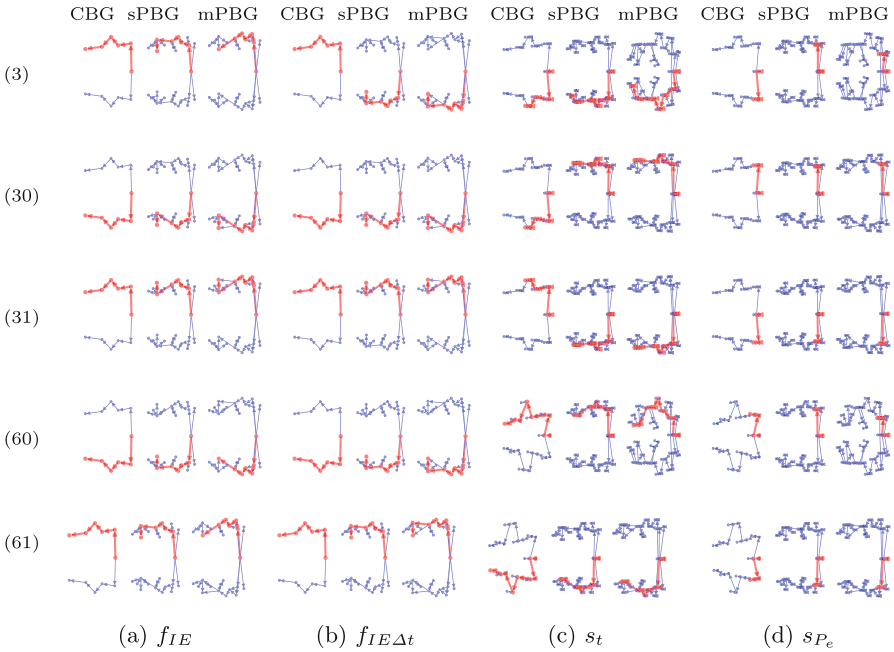 CBG sPBG mPBG CBG sPBG mPBG CBG sPBG mPBG CBG sPBG mPBG
(3)
(30)
(31)
(60)
(61)
(a) f_{IE} (b) f_{IEΔt} (c) s_t (d) s_{P_e}